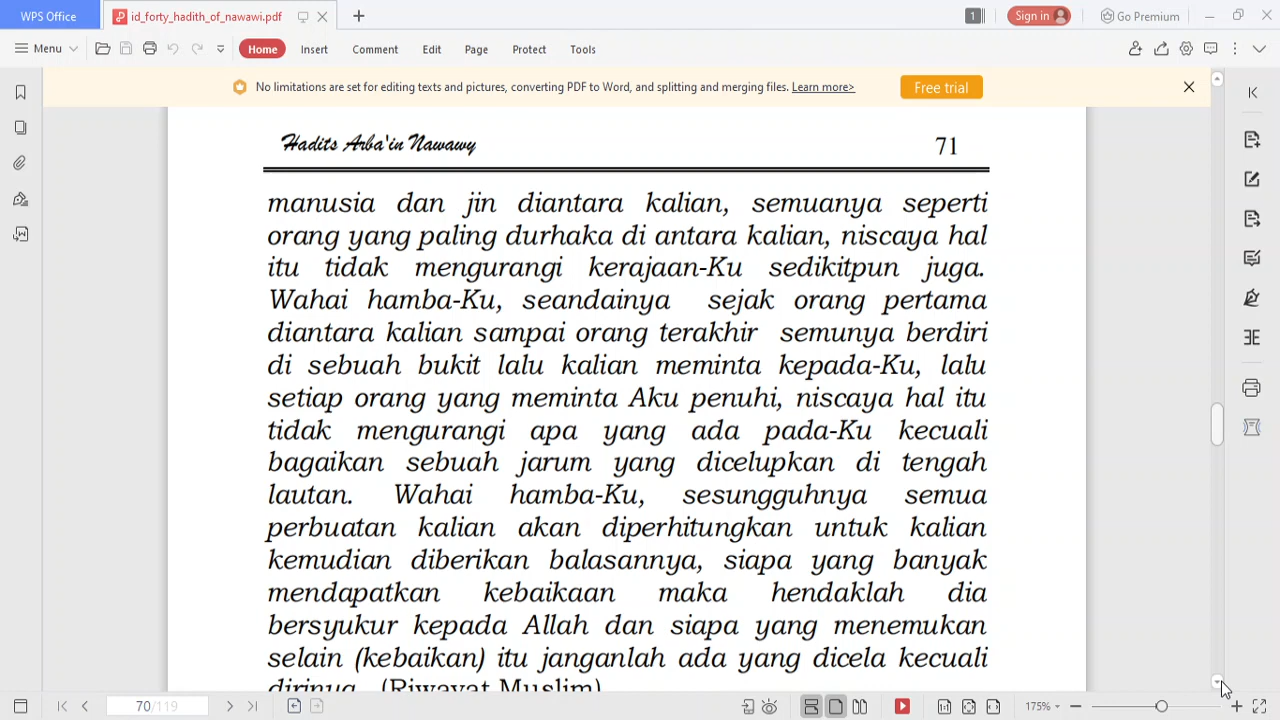 WPS Office
id_forty_hadith_of_nawawi.pdf
1
Sign in
Go Premium
Menu
Home
Insert
Comment
Edit
Page
Protect
Tools
No limitations are set for editing texts and pictures, converting PDF to Word, and splitting and merging files. Learn more>
Free trial
Hadits Arba'in Nawawy 71
manusia dan jin diantara kalian, semuanya seperti
orang yang paling durhaka di antara kalian, niscaya hal
itu tidak mengurangi kerajaan-Ku sedikitpun juga.
Wahai hamba-Ku, seandainya sejak orang pertama
diantara kalian sampai orang terakhir semunya berdiri
di sebuah bukit lalu kalian meminta kepada-Ku, lalu
setiap orang yang meminta Aku penuhi, niscaya hal itu
tidak mengurangi apa yang ada pada-Ku kecuali
bagaikan sebuah jarum yang dicelupkan di tengah
lautan. Wahai hamba-Ku, sesungguhnya semua
perbuatan kalian akan diperhitungkan untuk kalian
kemudian diberikan balasannya, siapa yang banyak
mendapatkan kebaikaan maka hendaklah dia
bersyukur kepada Allah dan siapa yang menemukan
selain (kebaikan) itu janganlah ada yang dicela kecuali
dirinya. (Riwayat Muslim)
70/119
175%